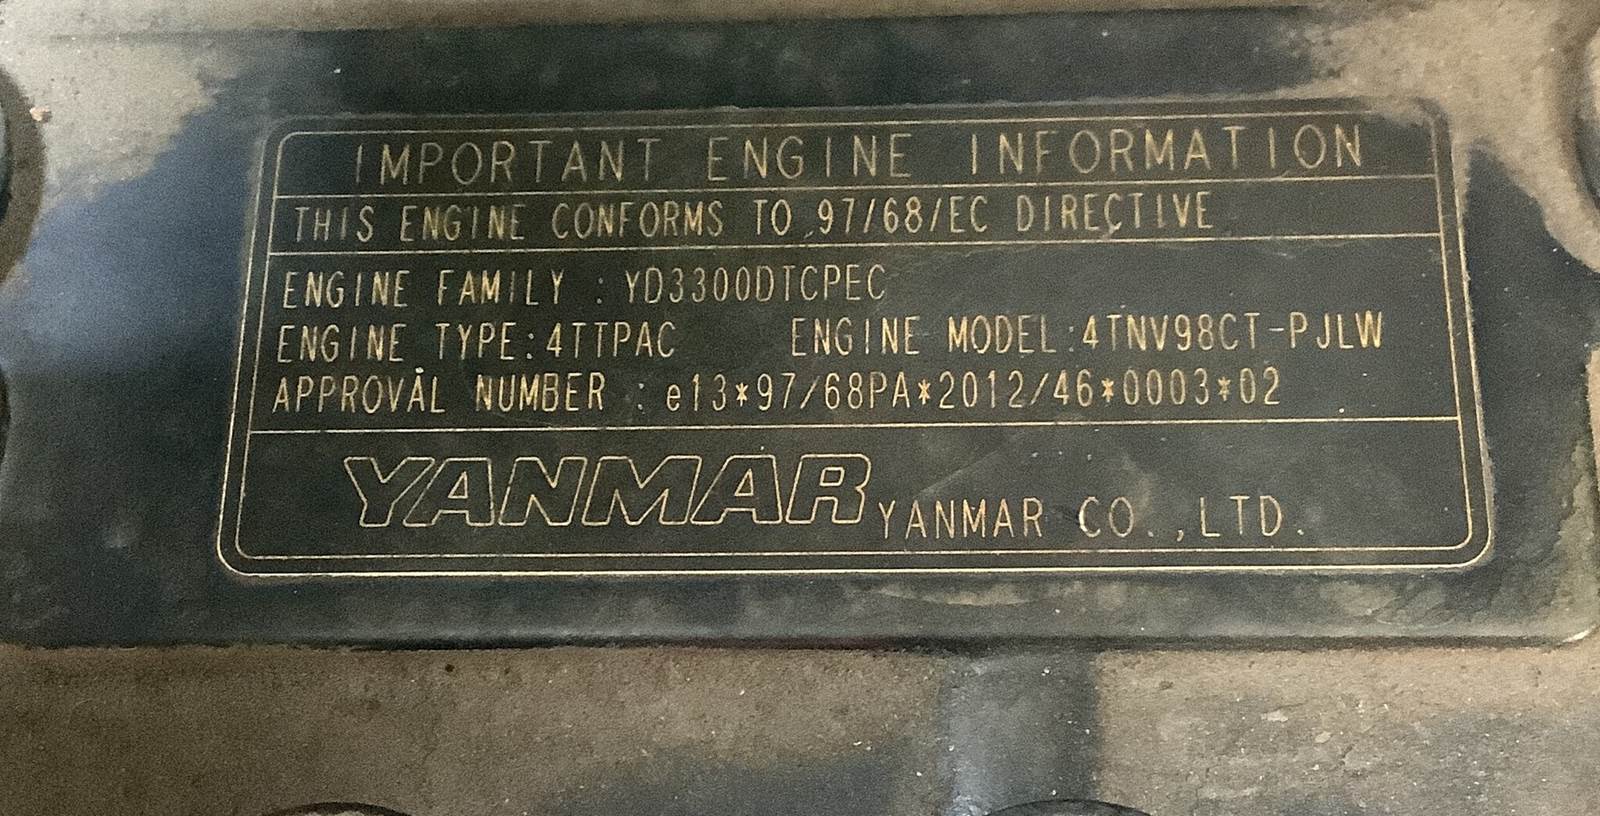 IMPORTANT ENGINE INFORMATION
THIS ENGINE CONFORMS TO 97/68/EC DIRECTIVE
ENGINE FAMILY : YD3300DTCPEC
ENGINE TYPE:4TTPAC ENGINE MODEL:4TNV98CT-PJLW
APPROVAL NUMBER : e13*97/68PA*2012/46*0003*02
YANMAR YANMAR CO.,LTD.